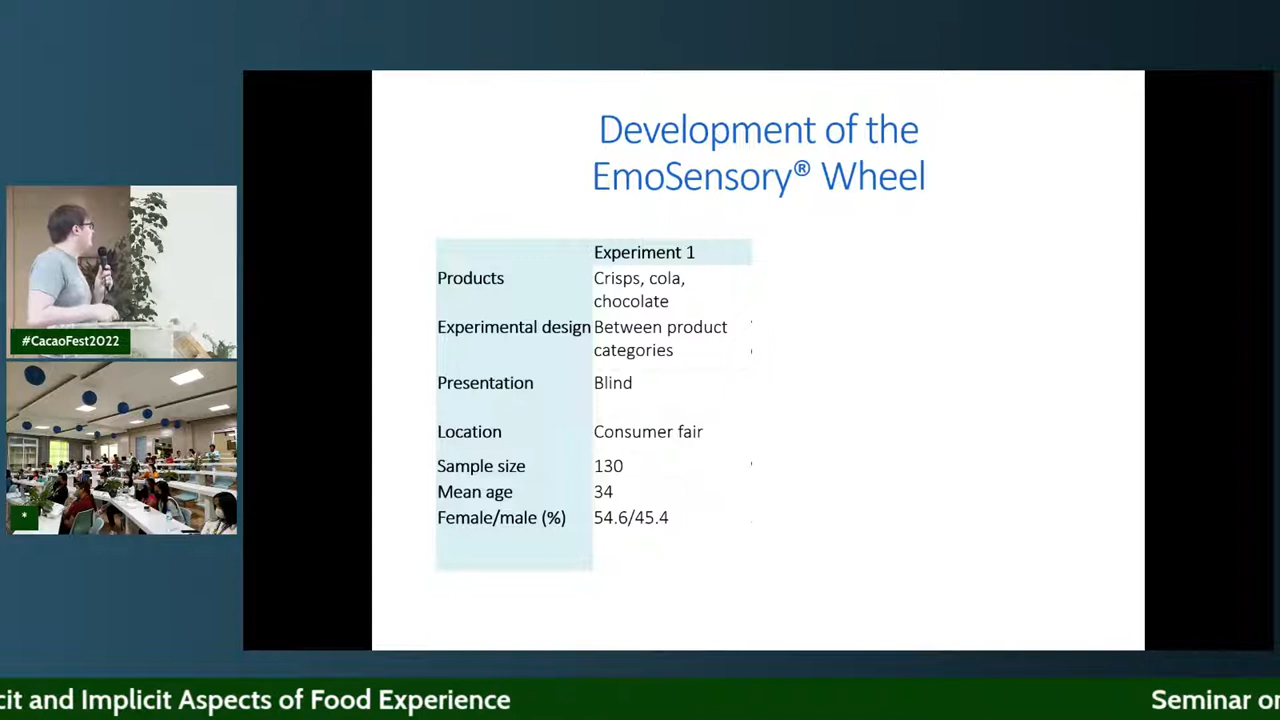 Development of the
EmoSensory® Wheel
Experiment 1
Products Crisps, cola,
chocolate
Experimental design Between product
categories
Presentation Blind
Location Consumer fair
Sample size 130
Mean age 34
Female/male (%) 54.6/45.4
#CacaoFest2022
*
cit and Implicit Aspects of Food Experience
Seminar on